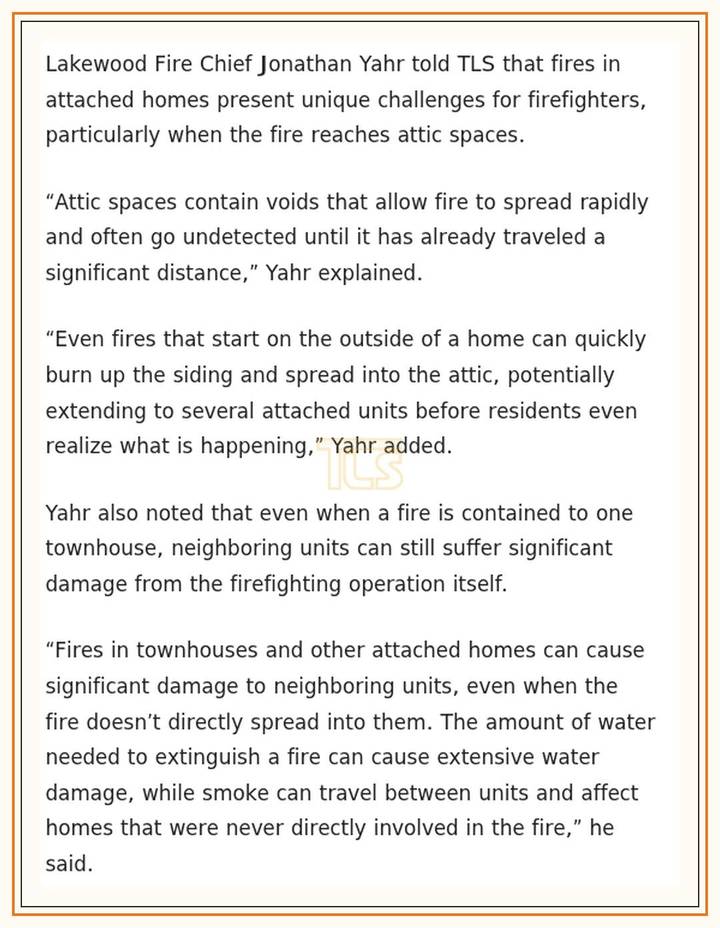 Lakewood Fire Chief Jonathan Yahr told TLS that fires in
attached homes present unique challenges for firefighters,
particularly when the fire reaches attic spaces.
“Attic spaces contain voids that allow fire to spread rapidly
and often go undetected until it has already traveled a
significant distance,” Yahr explained.
“Even fires that start on the outside of a home can quickly
burn up the siding and spread into the attic, potentially
extending to several attached units before residents even
realize what is happening,” Yahr added.
TLS
Yahr also noted that even when a fire is contained to one
townhouse, neighboring units can still suffer significant
damage from the firefighting operation itself.
“Fires in townhouses and other attached homes can cause
significant damage to neighboring units, even when the
fire doesn’t directly spread into them. The amount of water
needed to extinguish a fire can cause extensive water
damage, while smoke can travel between units and affect
homes that were never directly involved in the fire,” he
said.